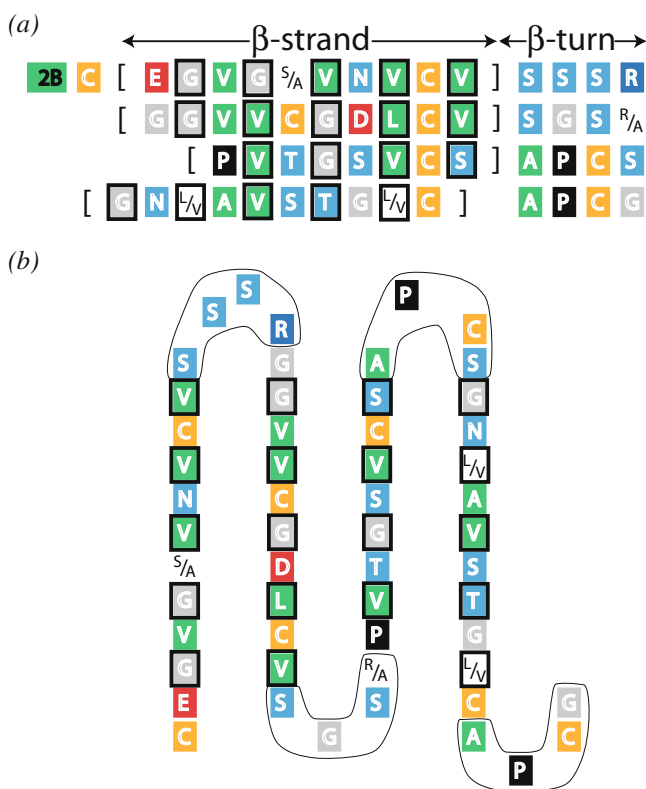 (a)
β-strand β-turn
2B C [ E G V G S/A V N V C V ] S S S R
[ G G V V C G D L C V ] S G S R/A
[ P V T G S V C S ] A P C S
[ G N L/V A V S T G L/V C ] A P C G
(b)
S P
S
R C
S G A S
V G S G
C V C N
V V V L/V
N C S A
V G G V
S/A D T S
G L V T
V C P G
G V R/A L/V
E S S C G
C G A C
P